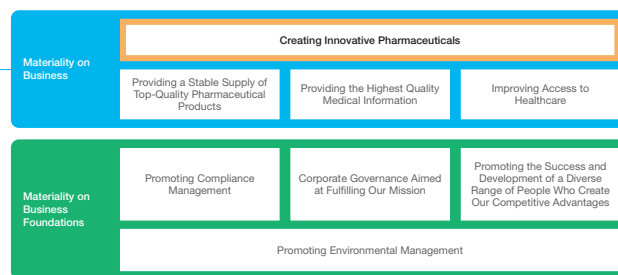 Materiality on
Business
Creating Innovative Pharmaceuticals
Providing a Stable Supply of
Top-Quality Pharmaceutical
Products
Providing the Highest Quality
Medical Information
Improving Access to
Healthcare
Materiality on
Business
Foundations
Promoting Compliance
Management
Corporate Governance Aimed
at Fulfilling Our Mission
Promoting the Success and
Development of a Diverse
Range of People Who Create
Our Competitive Advantages
Promoting Environmental Management